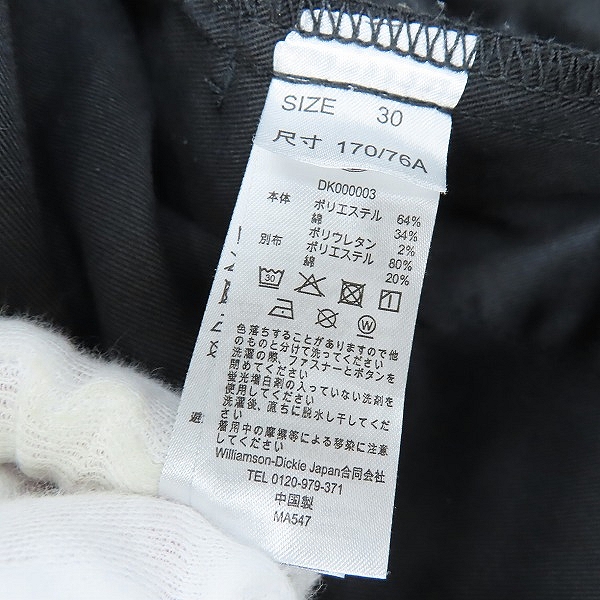 SIZE 30
尺寸 170/76A
DK000003
本体 ポリエステル 64%
綿 34%
ポリウレタン 2%
別布 ポリエステル 80%
綿 20%
30
色落ちすることがありますので他
のものと分けて洗ってください
洗濯の際、ファスナーとボタンを
閉めてください
蛍光増白剤の入っていない洗剤を
使用してください
洗濯後、直ちに脱水し干してくだ
さい
着用中の摩擦等による移染に注意
してください
避
Williamson-Dickie Japan合同会社
TEL 0120-979-371
中国製
MA547